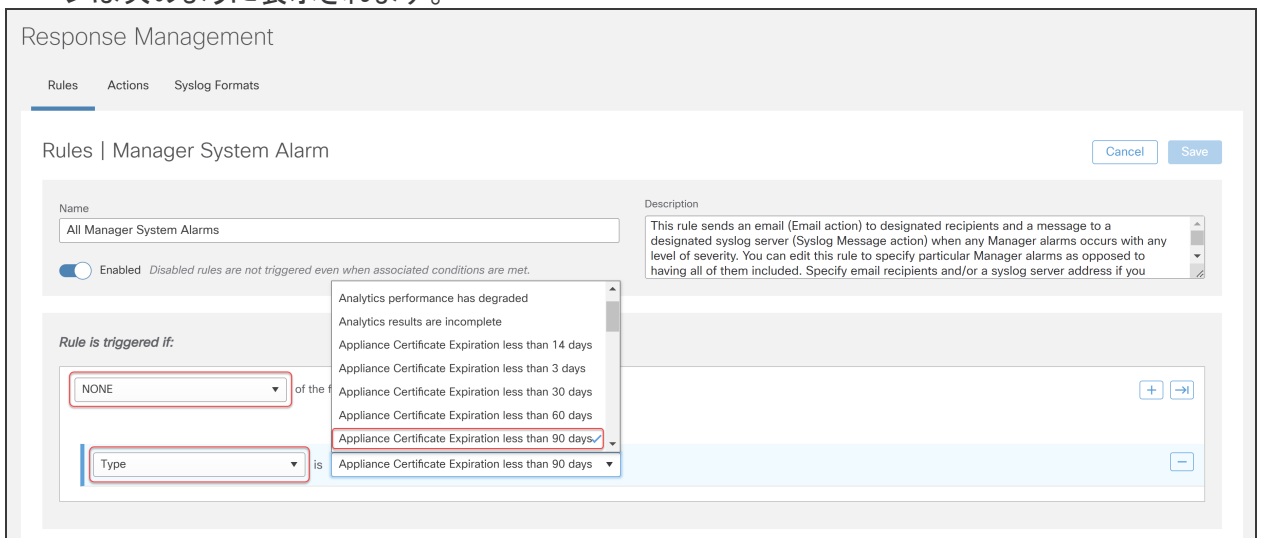 Response Management
Rules Actions Syslog Formats
Rules | Manager System Alarm
Cancel Save
Name
All Manager System Alarms
Enabled Disabled rules are not triggered even when associated conditions are met.
Description
This rule sends an email (Email action) to designated recipients and a message to a
designated syslog server (Syslog Message action) when any Manager alarms occurs with any
level of severity. You can edit this rule to specify particular Manager alarms as opposed to
having all of them included. Specify email recipients and/or a syslog server address if you
Rule is triggered if:
NONE of the f
Analytics performance has degraded
Analytics results are incomplete
Appliance Certificate Expiration less than 14 days
Appliance Certificate Expiration less than 3 days
Appliance Certificate Expiration less than 30 days
Appliance Certificate Expiration less than 60 days
Appliance Certificate Expiration less than 90 days
Type is Appliance Certificate Expiration less than 90 days